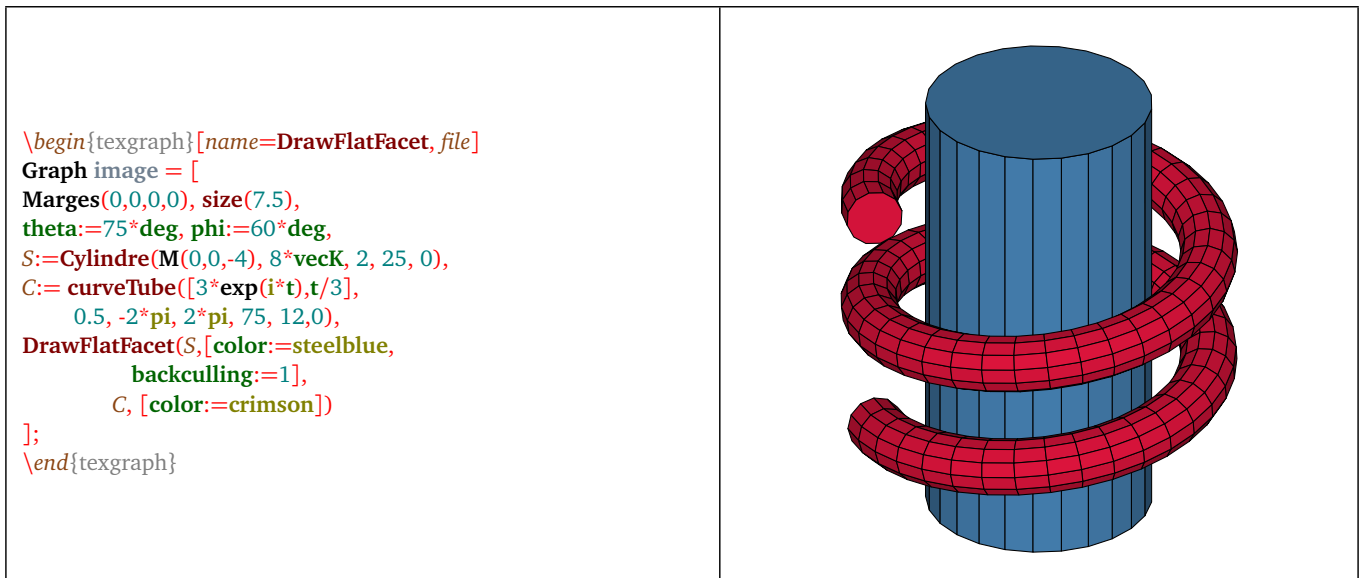 \begin{texgraph}[name=DrawFlatFacet, file]
Graph image = [
Marges(0,0,0,0), size(7.5),
theta:=75*deg, phi:=60*deg,
S:=Cylindre(M(0,0,-4), 8*vecK, 2, 25, 0),
C:= curveTube([3*exp(i*t),t/3],
0.5, -2*pi, 2*pi, 75, 12,0),
DrawFlatFacet(S,[color:=steelblue,
backculling:=1],
C, [color:=crimson])
];
\end{texgraph}